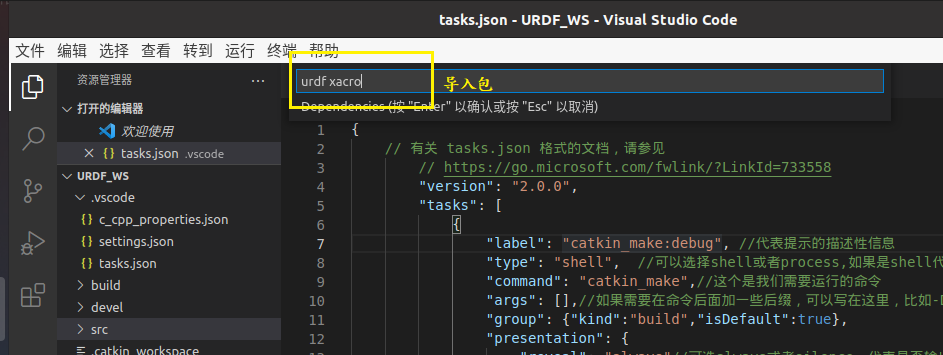 tasks.json - URDF_WS - Visual Studio Code
文件 编辑 选择 查看 转到 运行 终端 帮助
资源管理器 ...
urdf xacro
导入包
Dependencies (按 "Enter" 以确认或按 "Esc" 以取消)
打开的编辑器
欢迎使用
tasks.json .vscode
URDF_WS
.vscode
c_cpp_properties.json
settings.json
tasks.json
build
devel
src
.catkin_workspace
1 {
2 // 有关 tasks.json 格式的文档，请参见
3 // https://go.microsoft.com/fwlink/?LinkId=733558
4 "version": "2.0.0",
5 "tasks": [
6 {
7 "label": "catkin_make:debug", //代表提示的描述性信息
8 "type": "shell", //可以选择shell或者process,如果是shell代
9 "command": "catkin_make",//这个是我们需要运行的命令
10 "args": [],//如果需要在命令后面加一些后缀，可以写在这里，比如-
11 "group": {"kind":"build","isDefault":true},
12 "presentation": {